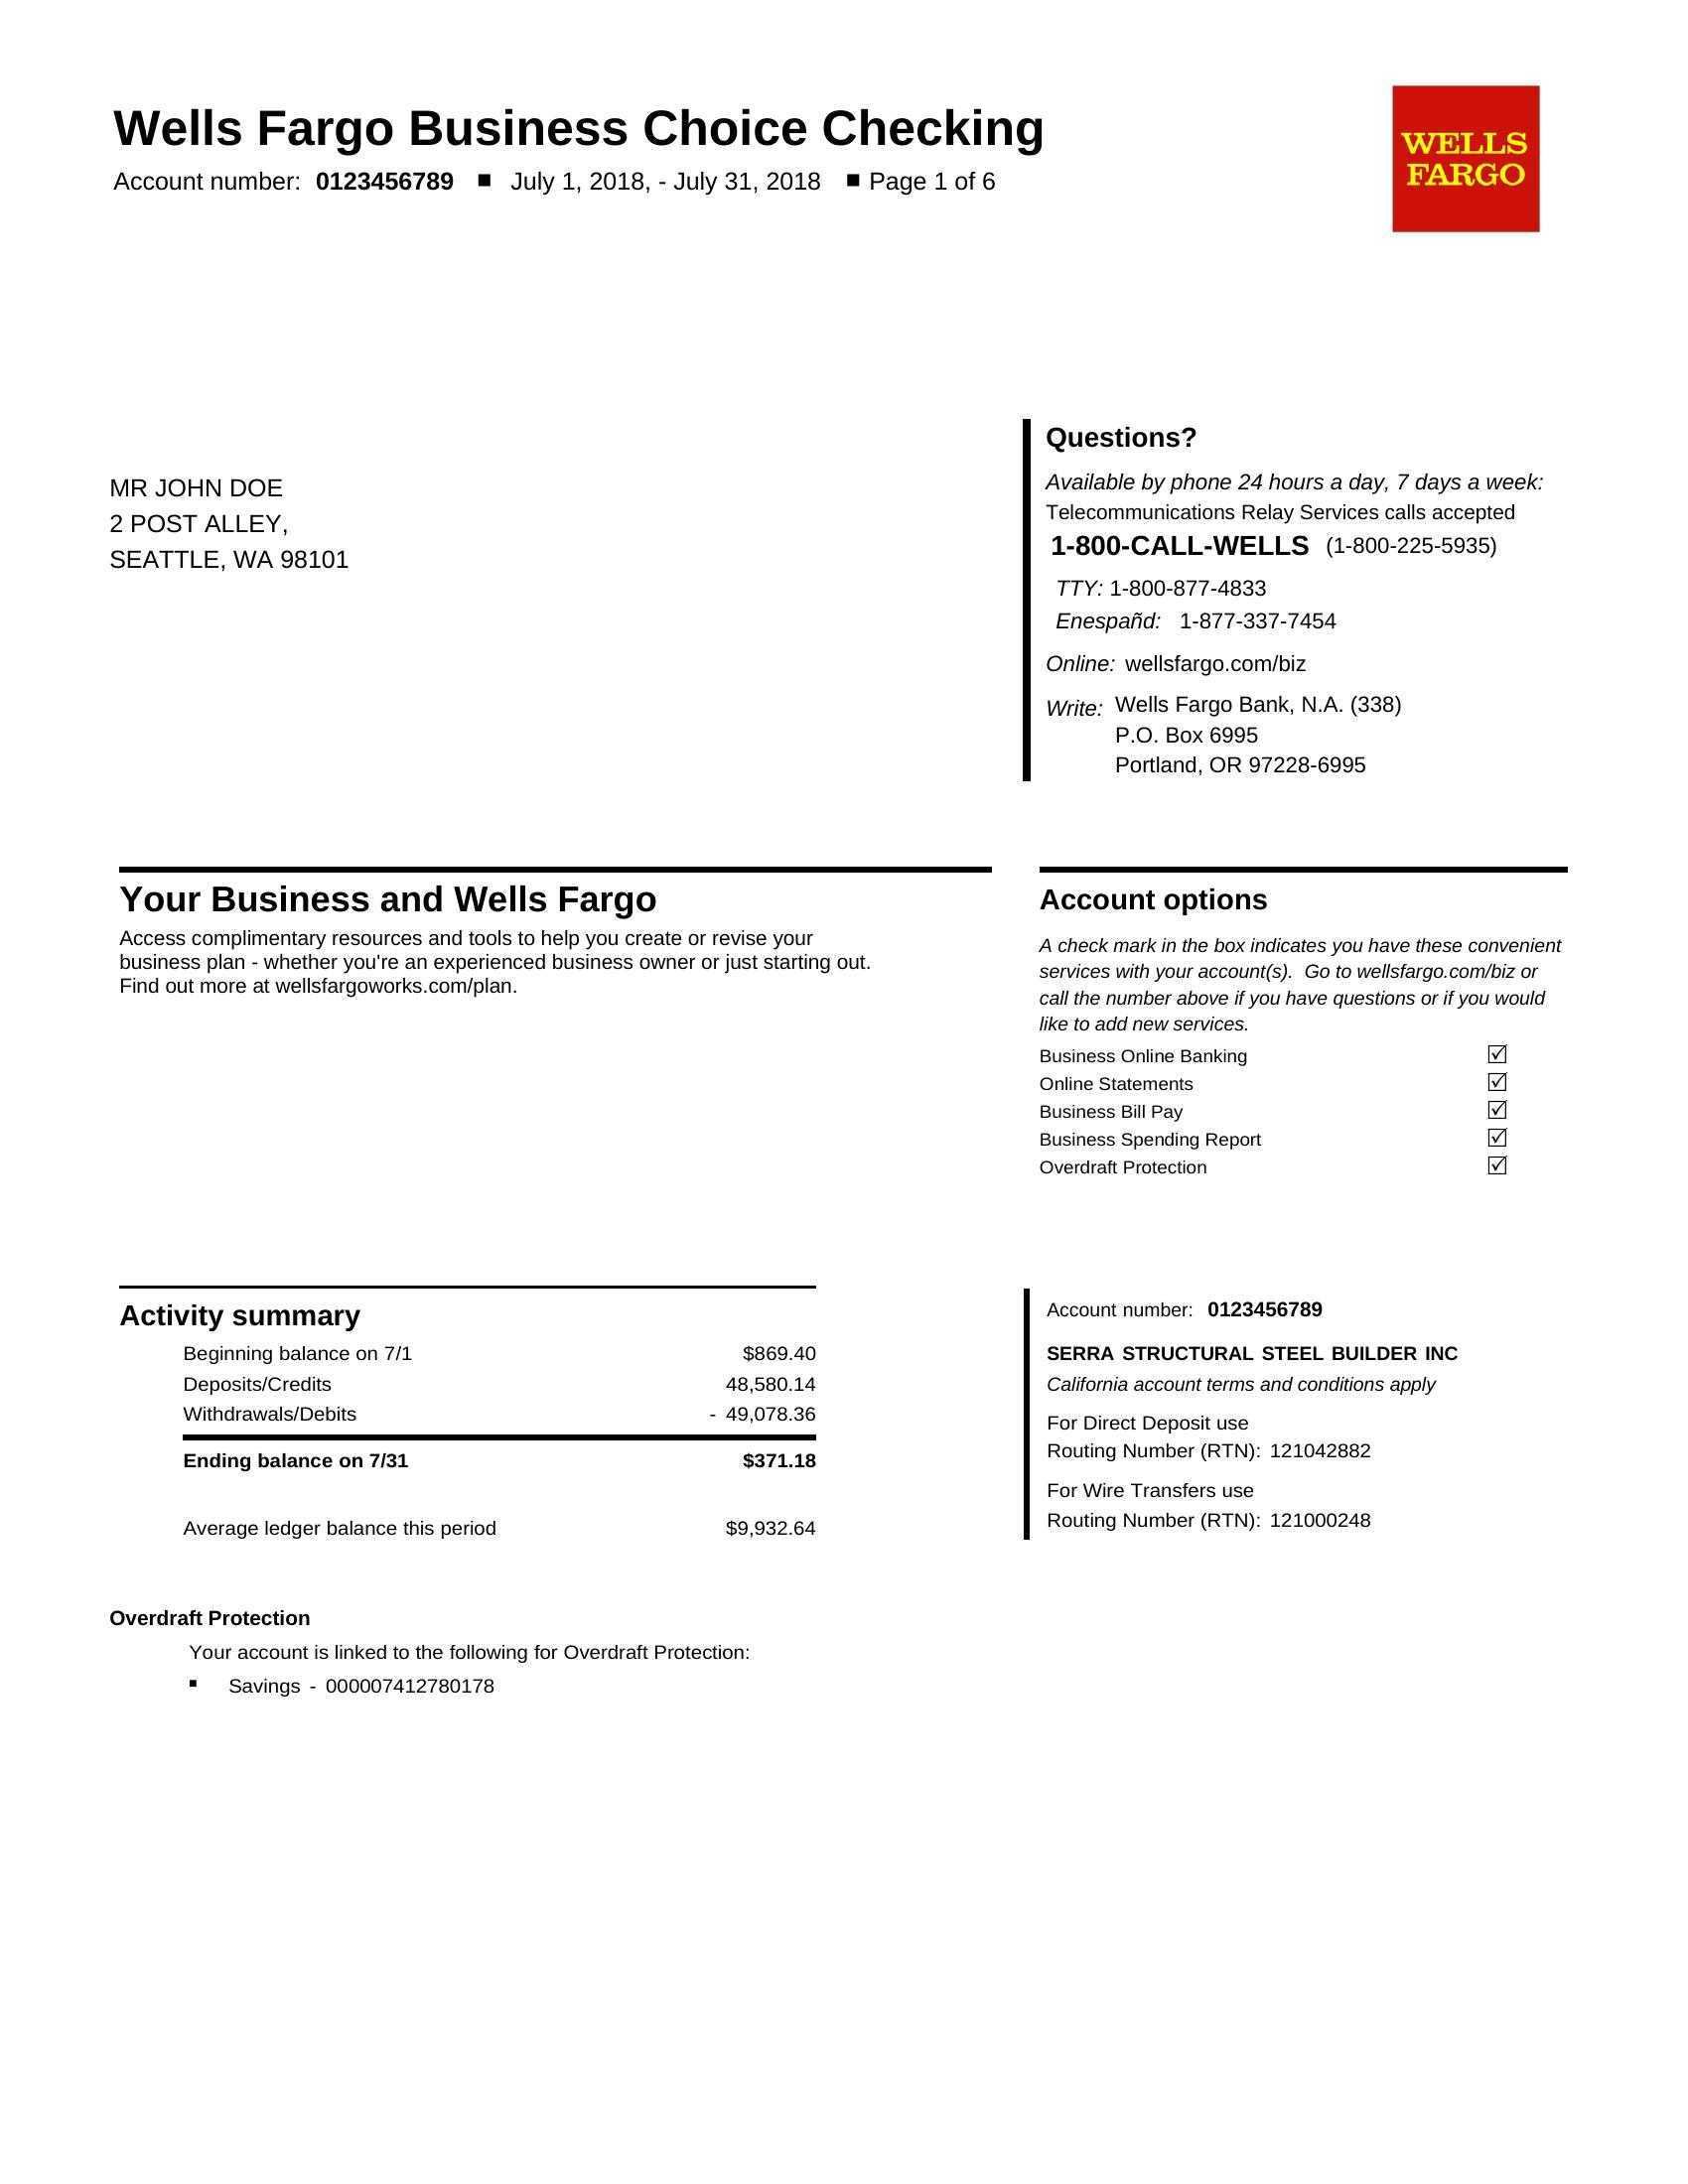 Wells Fargo Business Choice Checking
Account number: 0123456789 ■ July 1, 2018, - July 31, 2018 ■ Page 1 of 6
WELLS
FARGO
MR JOHN DOE
2 POST ALLEY,
SEATTLE, WA 98101
Questions?
Available by phone 24 hours a day, 7 days a week:
Telecommunications Relay Services calls accepted
1-800-CALL-WELLS (1-800-225-5935)
TTY: 1-800-877-4833
Enespañd: 1-877-337-7454
Online: wellsfargo.com/biz
Write: Wells Fargo Bank, N.A. (338)
P.O. Box 6995
Portland, OR 97228-6995
Your Business and Wells Fargo
Access complimentary resources and tools to help you create or revise your
business plan - whether you're an experienced business owner or just starting out.
Find out more at wellsfargoworks.com/plan.
Account options
A check mark in the box indicates you have these convenient
services with your account(s). Go to wellsfargo.com/biz or
call the number above if you have questions or if you would
like to add new services.
Business Online Banking ☑
Online Statements ☑
Business Bill Pay ☑
Business Spending Report ☑
Overdraft Protection ☑
Activity summary
Beginning balance on 7/1 $869.40
Deposits/Credits 48,580.14
Withdrawals/Debits - 49,078.36
Ending balance on 7/31 $371.18
Average ledger balance this period $9,932.64
Account number: 0123456789
SERRA STRUCTURAL STEEL BUILDER INC
California account terms and conditions apply
For Direct Deposit use
Routing Number (RTN): 121042882
For Wire Transfers use
Routing Number (RTN): 121000248
Overdraft Protection
Your account is linked to the following for Overdraft Protection:
■ Savings - 000007412780178